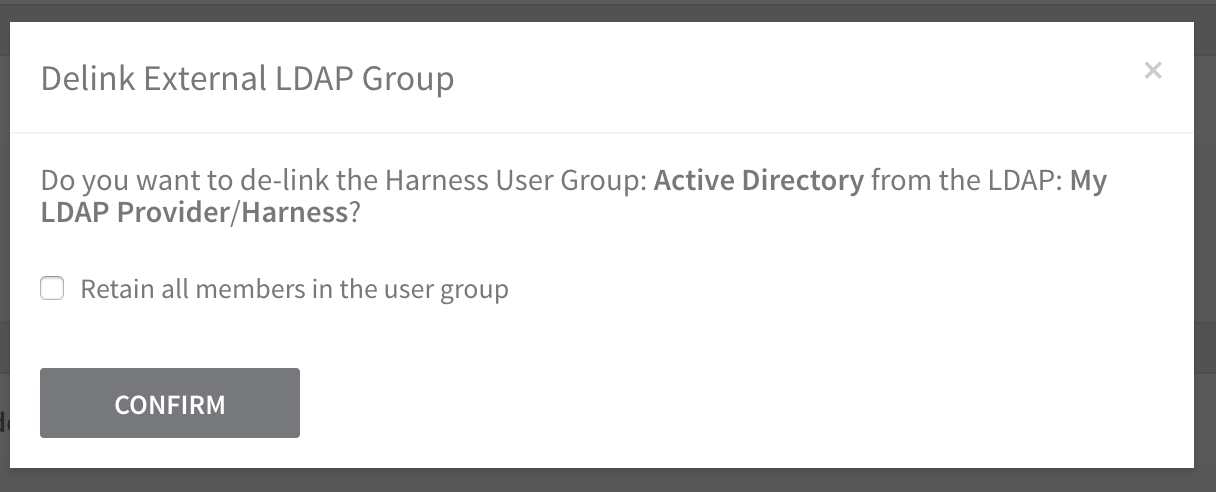 Delink External LDAP Group
×
Do you want to de-link the Harness User Group: Active Directory from the LDAP: My
LDAP Provider/Harness?
Retain all members in the user group
CONFIRM